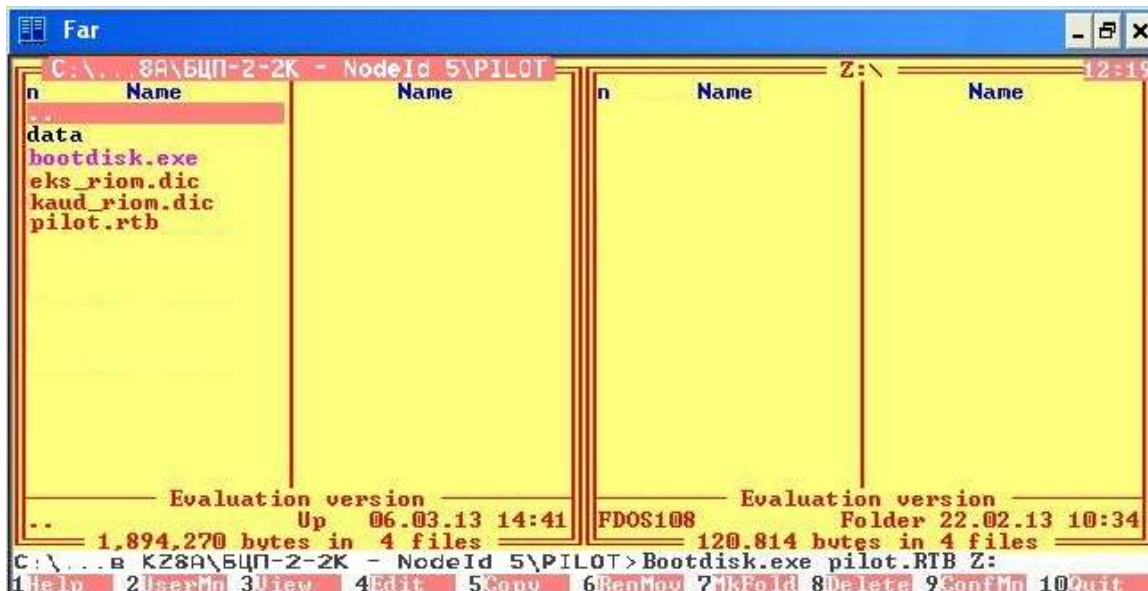 Far
C:\...8A\БЦП-2-2К - NodeId 5\PILOT
Z:\
12:19
n Name Name n Name Name
..
data
bootdisk.exe
eks_riom.dic
kaud_riom.dic
pilot.rtb
Evaluation version Evaluation version
.. Up 06.03.13 14:41 FDOS108 Folder 22.02.13 10:34
1,894,270 bytes in 4 files 120.814 bytes in 4 files
C:\...в KZ8A\БЦП-2-2К - NodeId 5\PILOT>Bootdisk.exe pilot.RTB Z:
1Help 2UserMn 3View 4Edit 5Copy 6RenMov 7MkFold 8Delete 9ConfMn 10Quit